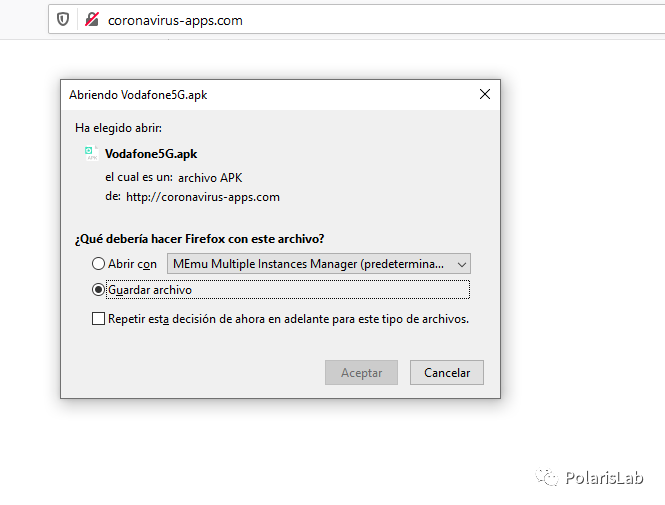 coronavirus-apps.com
Abriendo Vodafone5G.apk
Ha elegido abrir:
APK
Vodafone5G.apk
el cual es un: archivo APK
de: http://coronavirus-apps.com
¿Qué debería hacer Firefox con este archivo?
Abrir con MEmu Multiple Instances Manager (predetermina...
Guardar archivo
Repetir esta decisión de ahora en adelante para este tipo de archivos.
Aceptar Cancelar
PolarisLab